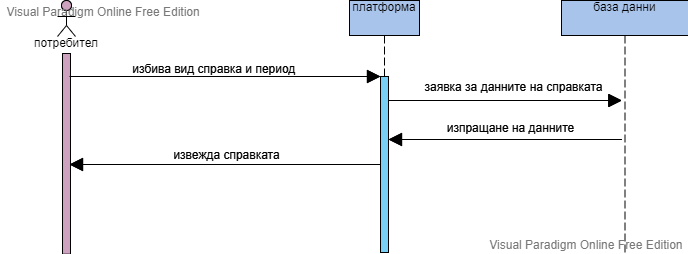 Visual Paradigm Online Free Edition
платформа
база данни
потребител
избива вид справка и период
заявка за данните на справката
изпращане на данните
извежда справката
Visual Paradigm Online Free Edition